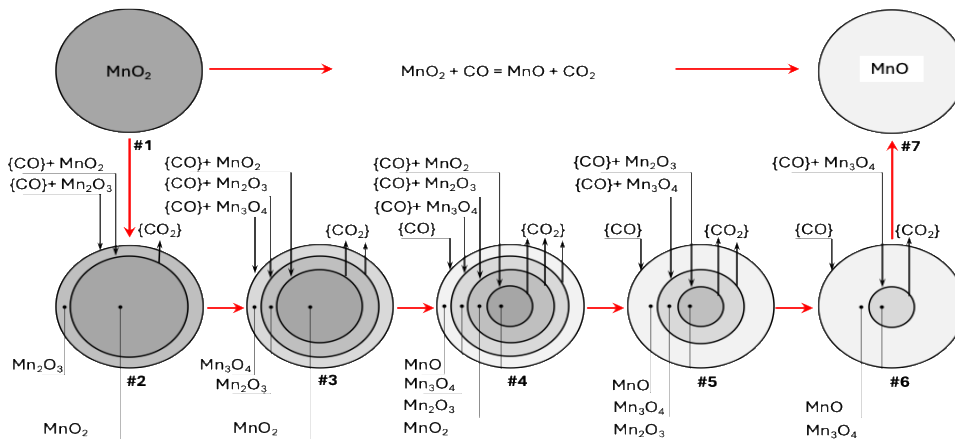 MnO₂
MnO₂ + CO = MnO + CO₂
MnO
#1
#7
{CO}+ MnO₂
{CO}+ Mn₂O₃
{CO₂}
{CO}+ MnO₂
{CO}+ Mn₂O₃
{CO}+ Mn₃O₄
{CO₂}
{CO}+ MnO₂
{CO}+ Mn₂O₃
{CO}+ Mn₃O₄
{CO}
{CO₂}
{CO}+ Mn₂O₃
{CO}+ Mn₃O₄
{CO}
{CO₂}
{CO}+ Mn₃O₄
{CO}
{CO₂}
Mn₂O₃
#2
MnO₂
Mn₃O₄
Mn₂O₃
#3
MnO₂
MnO
#4
Mn₃O₄
Mn₂O₃
MnO₂
#5
MnO
Mn₃O₄
Mn₂O₃
#6
MnO
Mn₃O₄